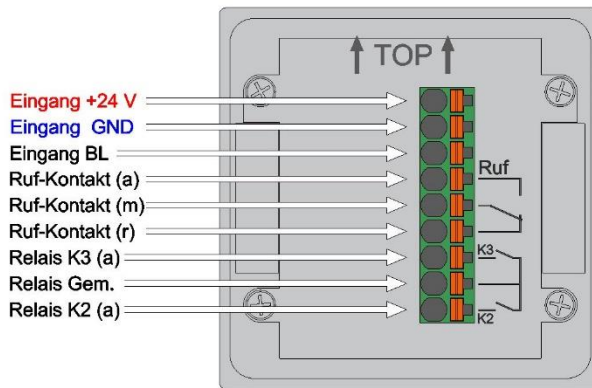 TOP
Eingang +24 V
Eingang GND
Eingang BL
Ruf-Kontakt (a)
Ruf
Ruf-Kontakt (m)
Ruf-Kontakt (r)
Relais K3 (a)
K3
Relais Gem.
Relais K2 (a)
K2